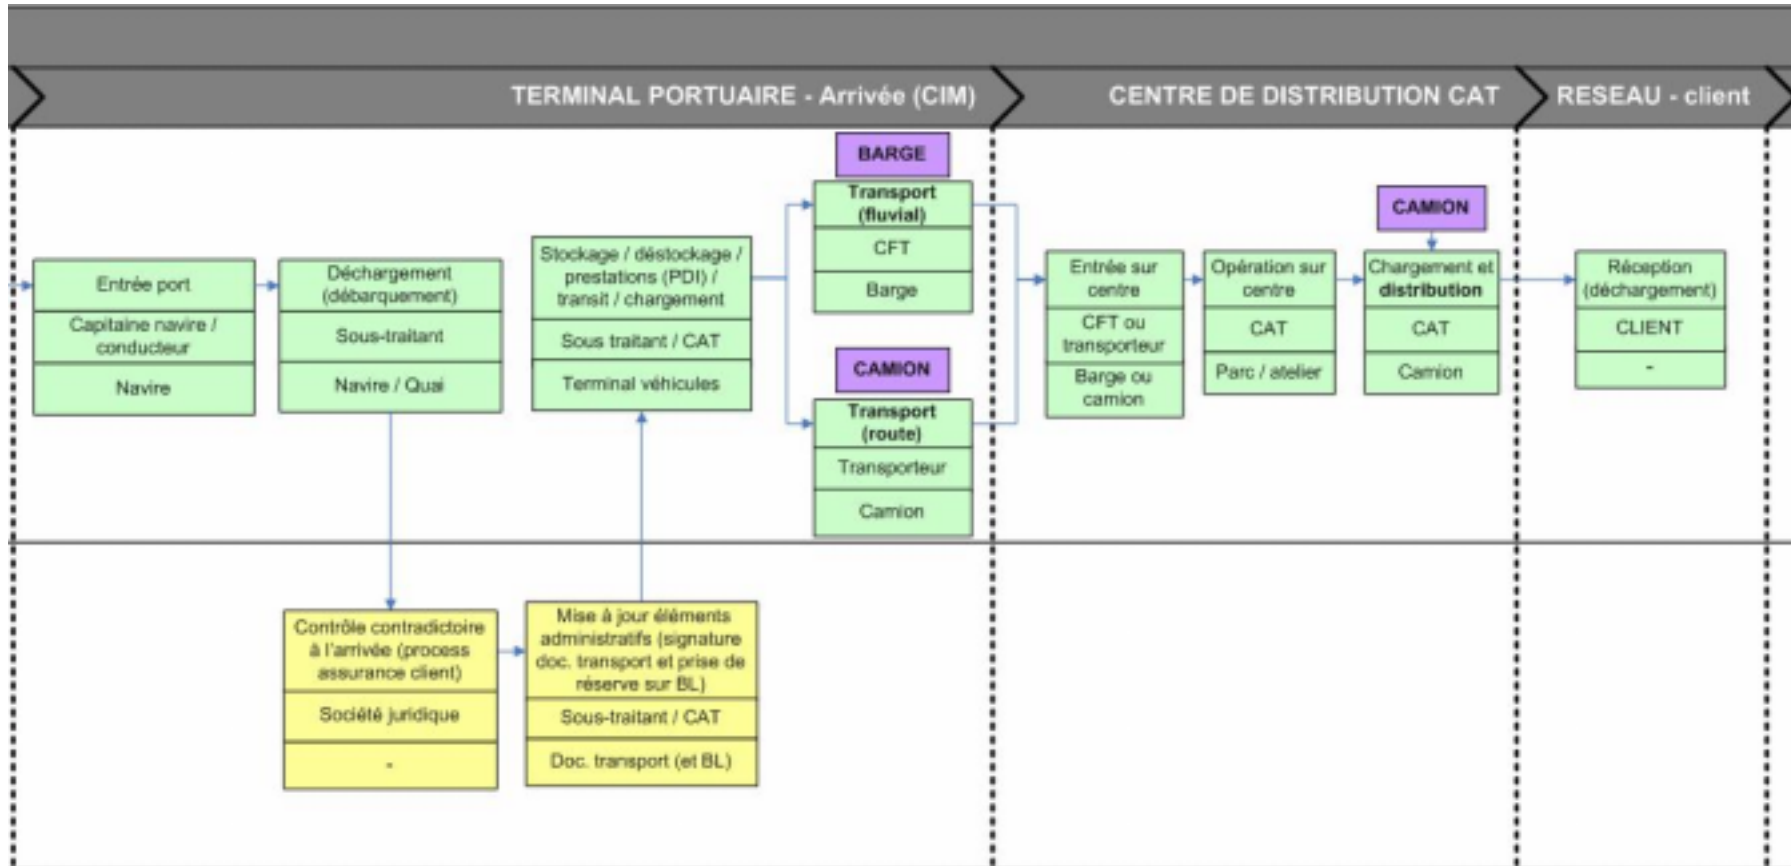 TERMINAL PORTUAIRE - Arrivée (CIM)
CENTRE DE DISTRIBUTION CAT
RESEAU - client
Entrée port
Capitaine navire /
conducteur
Navire
Déchargement
(débarquement)
Sous-traitant
Navire / Quai
Stockage / déstockage /
prestations (PDI) /
transit / chargement
Sous traitant / CAT
Terminal véhicules
BARGE
Transport
(fluvial)
CFT
Barge
CAMION
Transport
(route)
Transporteur
Camion
Entrée sur
centre
CFT ou
transporteur
Barge ou
camion
Opération sur
centre
CAT
Parc / atelier
CAMION
Chargement et
distribution
CAT
Camion
Réception
(déchargement)
CLIENT
-
Contrôle contradictoire
à l'arrivée (process
assurance client)
Société juridique
-
Mise à jour éléments
administratifs (signature
doc. transport et prise de
réserve sur BL)
Sous-traitant / CAT
Doc. transport (et BL)